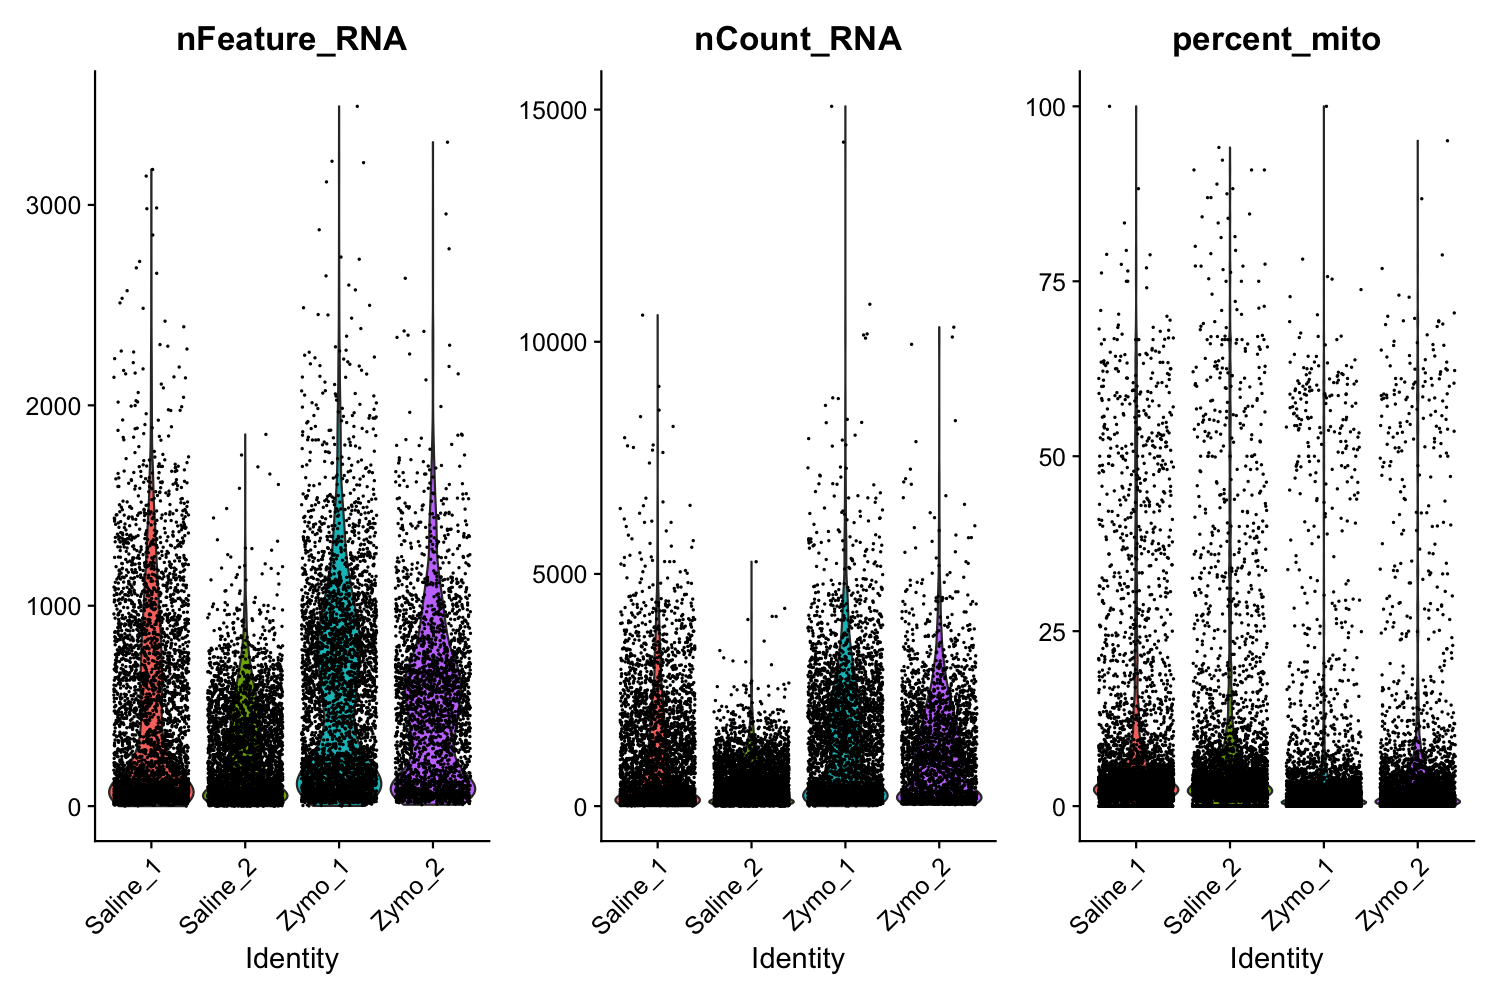 nFeature_RNA
3000
2000
1000
0
Saline_1
Saline_2
Zymo_1
Zymo_2
Identity
nCount_RNA
15000
10000
5000
0
Saline_1
Saline_2
Zymo_1
Zymo_2
Identity
percent_mito
100
75
50
25
0
Saline_1
Saline_2
Zymo_1
Zymo_2
Identity